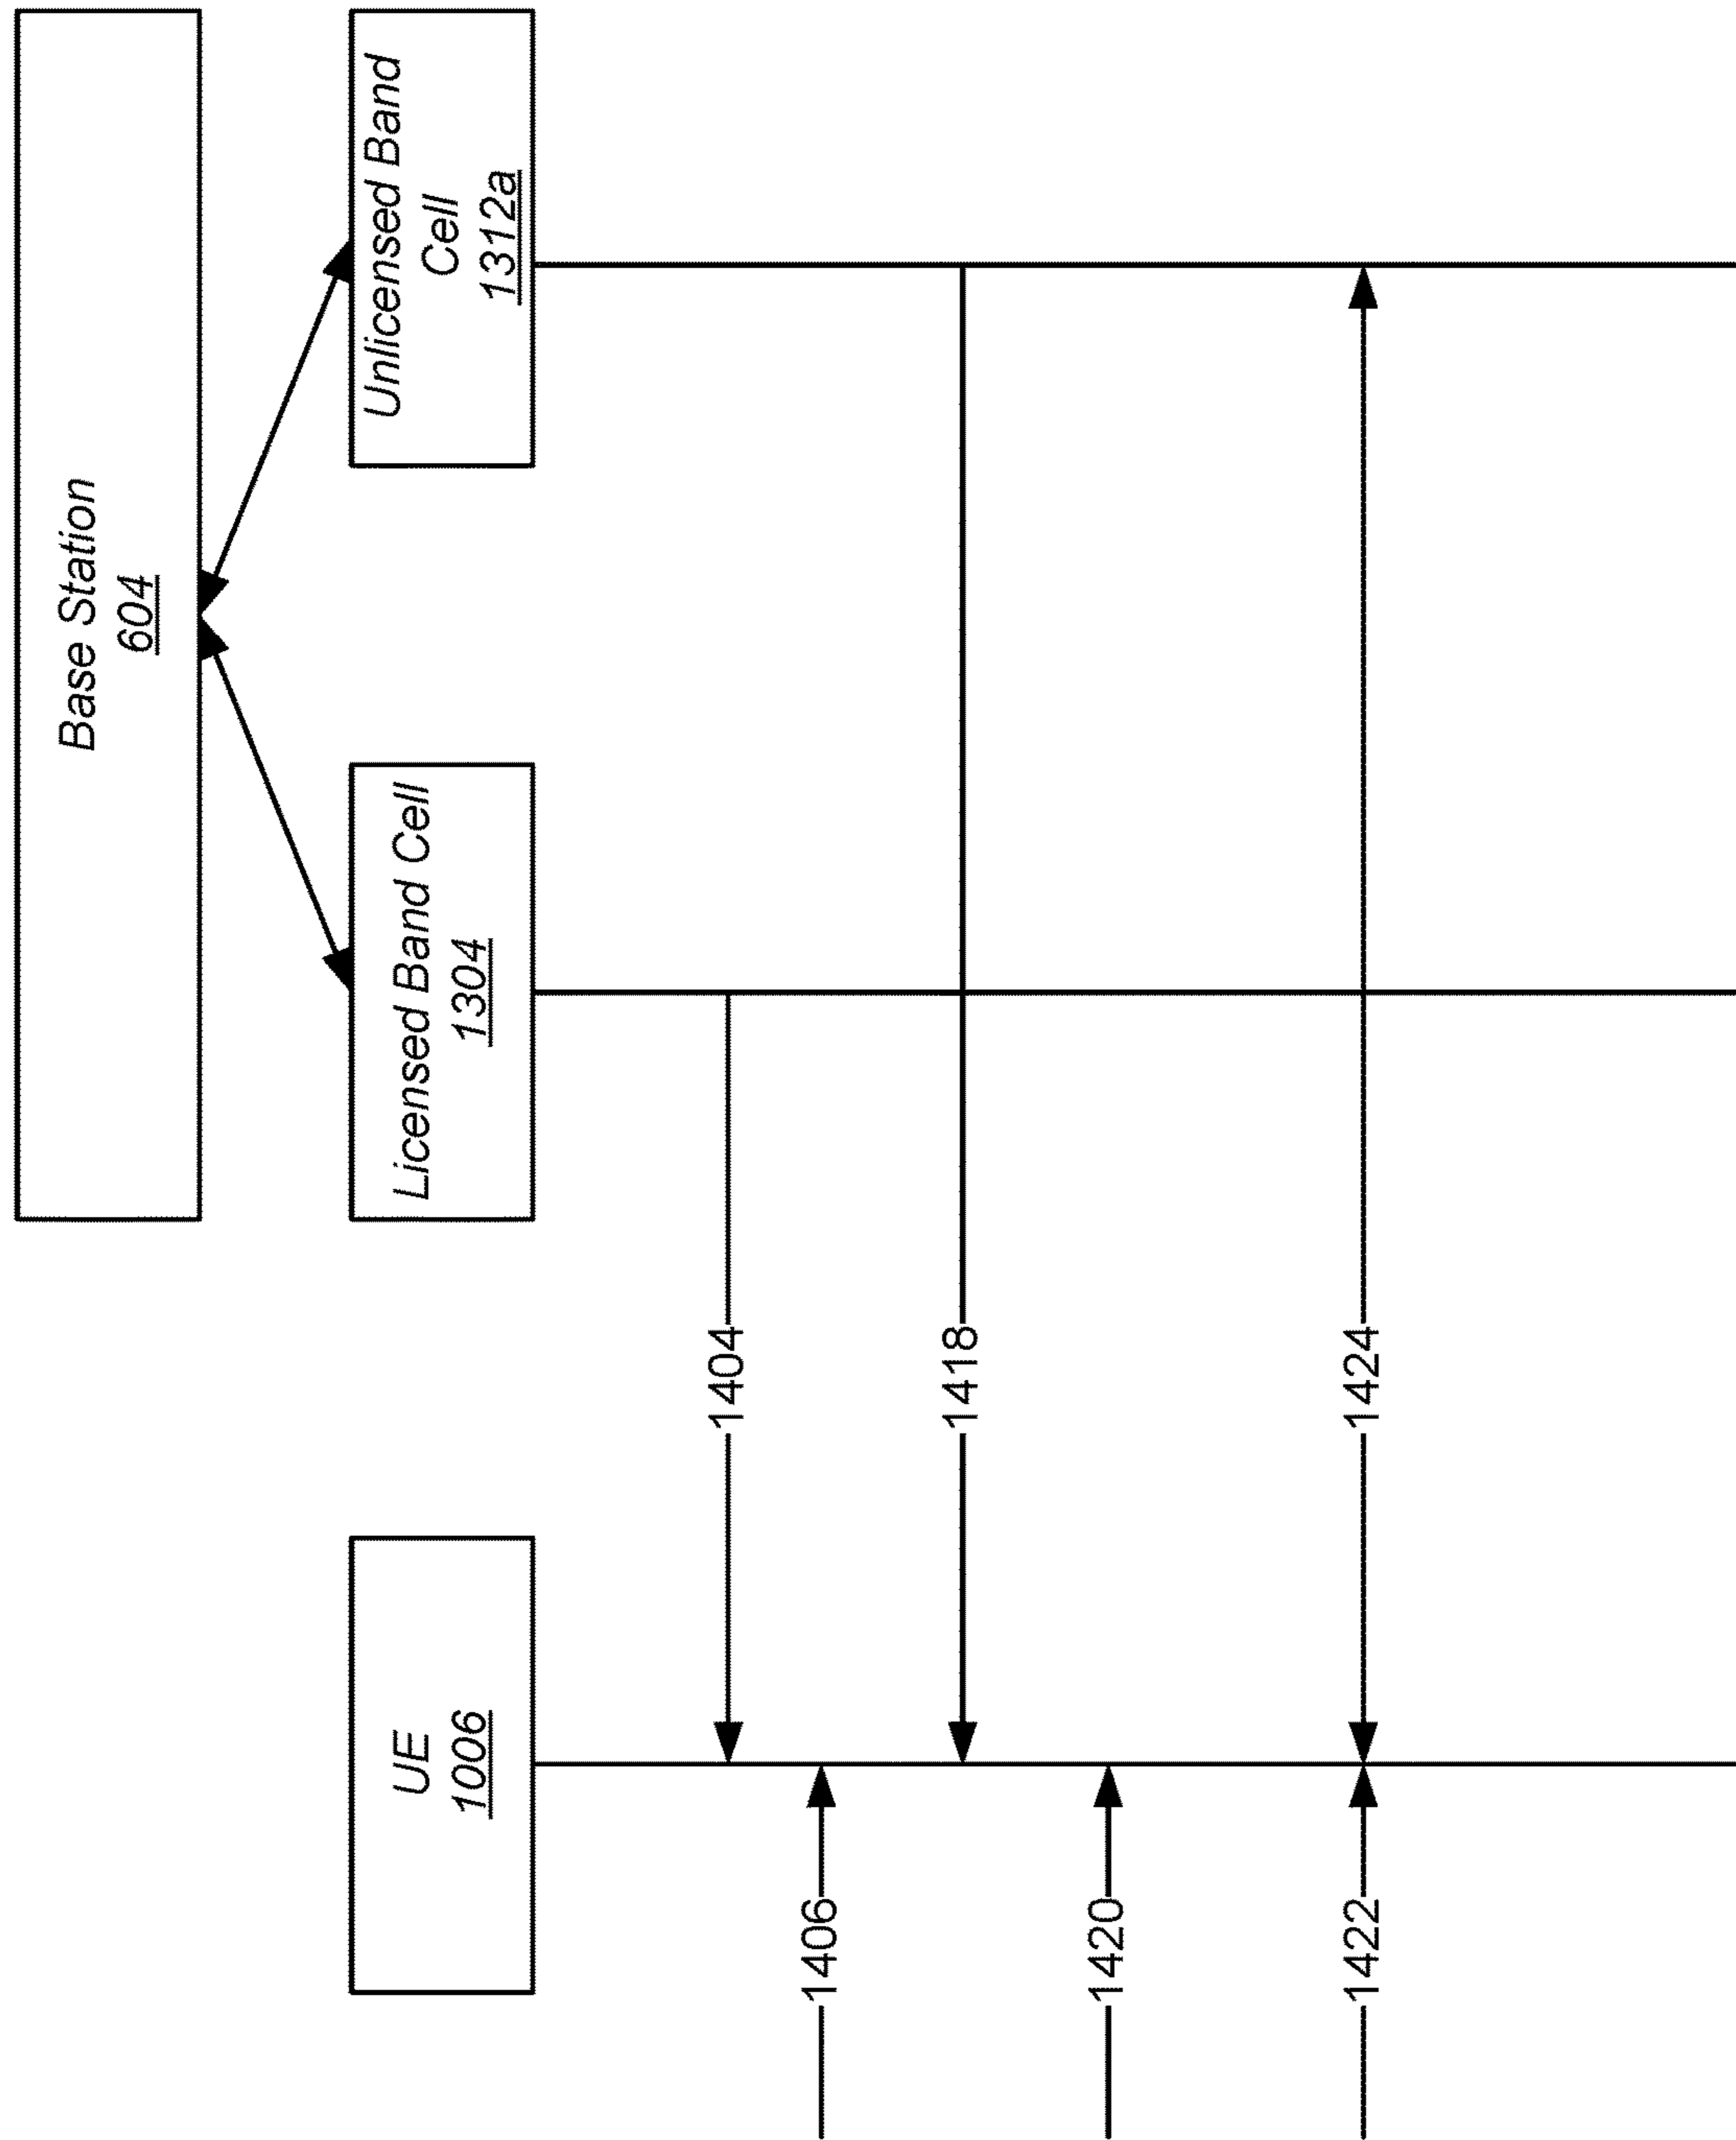 Base Station
604
UE
1006
Licensed Band Cell
1304
Unlicensed Band
Cell
1312a
1404
1406
1418
1420
1422
1424